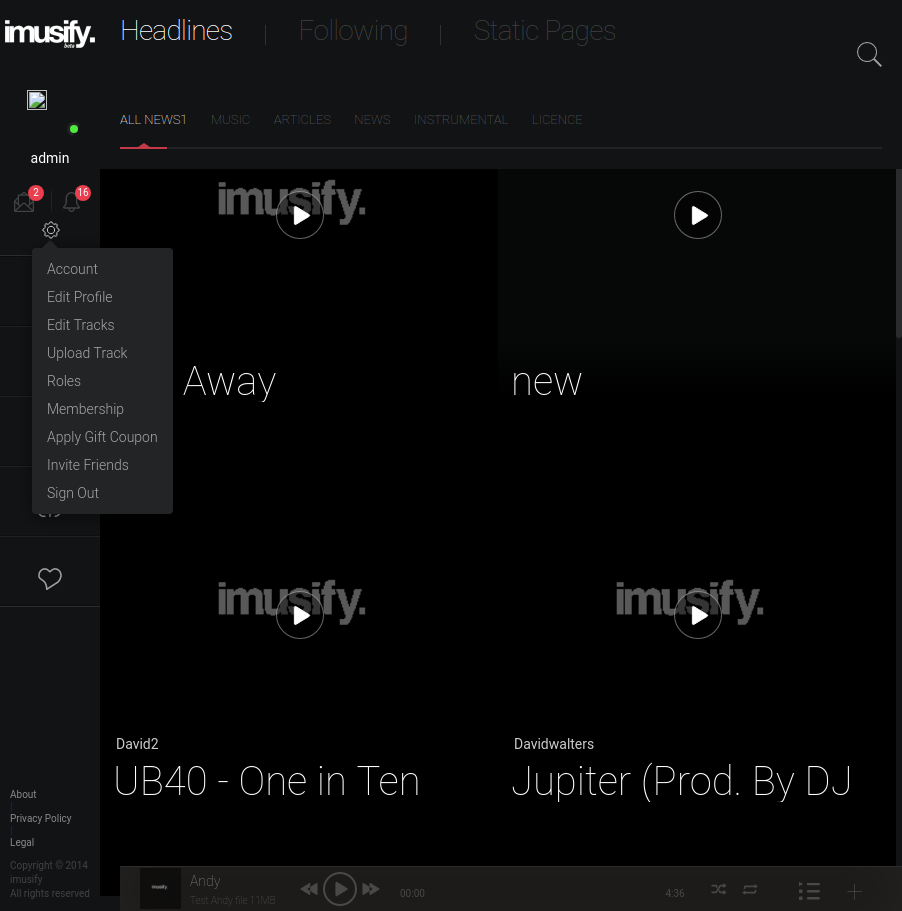 imusify.
beta
Headlines
Following
Static Pages
ALL NEWS1
MUSIC
ARTICLES
NEWS
INSTRUMENTAL
LICENCE
admin
2
16
Account
Edit Profile
Edit Tracks
Upload Track
Roles
Membership
Apply Gift Coupon
Invite Friends
Sign Out
imusify.
Away
new
imusify.
David2
UB40 - One in Ten
imusify.
Davidwalters
Jupiter (Prod. By DJ
About
Privacy Policy
Legal
Copyright © 2014
imusify
All rights reserved
imusify.
Andy
Test Andy file 11MB
00:00
4:36